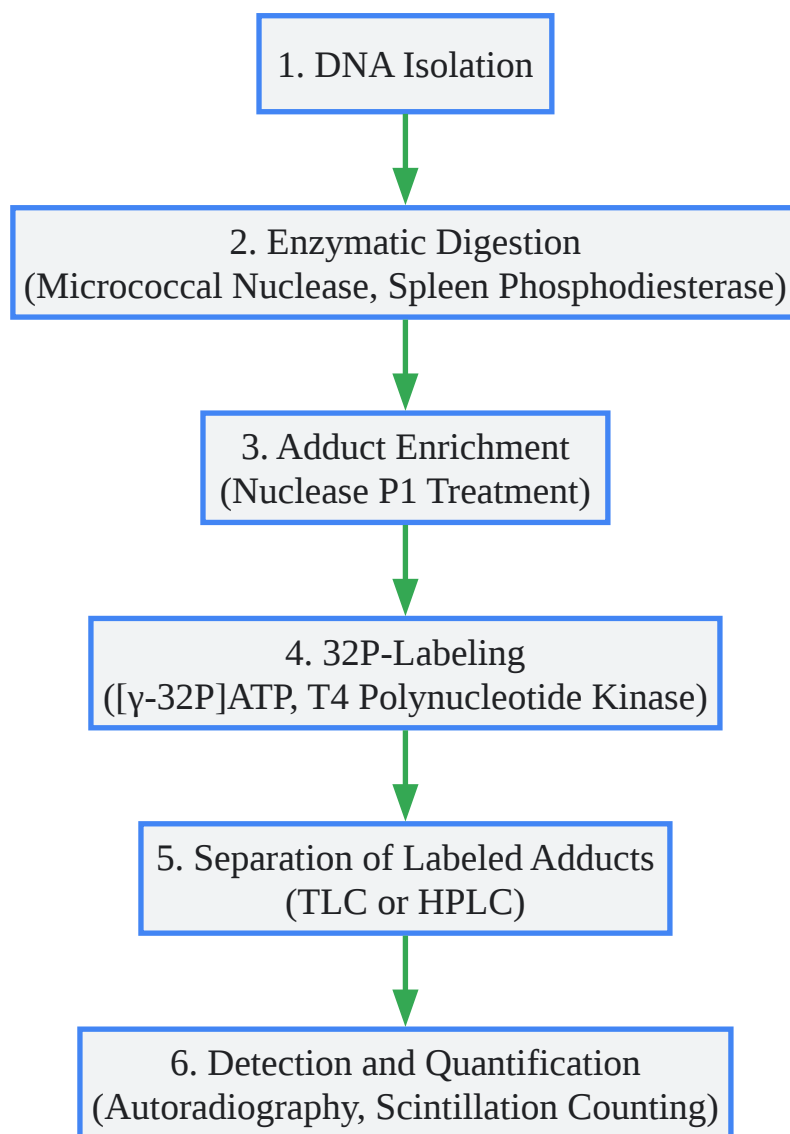 1. DNA Isolation
2. Enzymatic Digestion
(Micrococcal Nuclease, Spleen Phosphodiesterase)
3. Adduct Enrichment
(Nuclease P1 Treatment)
4. 32P-Labeling
([γ-32P]ATP, T4 Polynucleotide Kinase)
5. Separation of Labeled Adducts
(TLC or HPLC)
6. Detection and Quantification
(Autoradiography, Scintillation Counting)